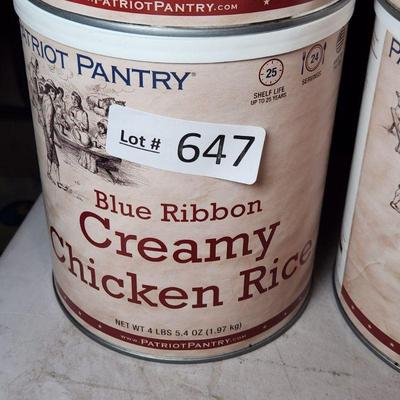 www.PatriotPantry.com
PATRIOT PANTRY®
25
SHELF LIFE
UP TO 25 YEARS
24
SERVINGS
Lot # 647
Blue Ribbon
Creamy
Chicken Rice
NET WT 4 LBS 5.4 OZ (1.97 kg)
www.PatriotPantry.com